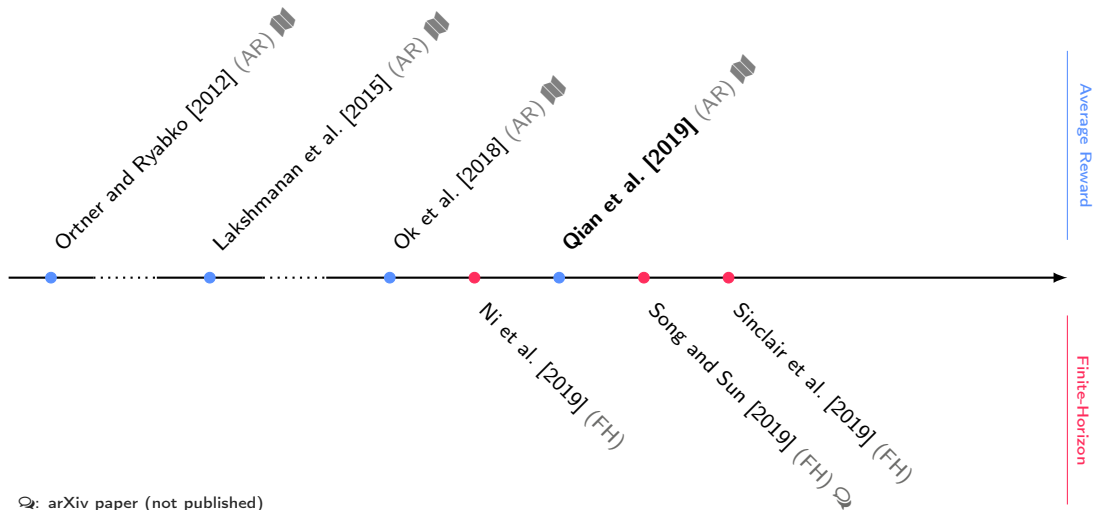 Ortner and Ryabko [2012] (AR)
Lakshmanan et al. [2015] (AR)
Ok et al. [2018] (AR)
Qian et al. [2019] (AR)
Average Reward
Ni et al. [2019] (FH)
Song and Sun [2019] (FH)
Sinclair et al. [2019] (FH)
Finite-Horizon
: arXiv paper (not published)